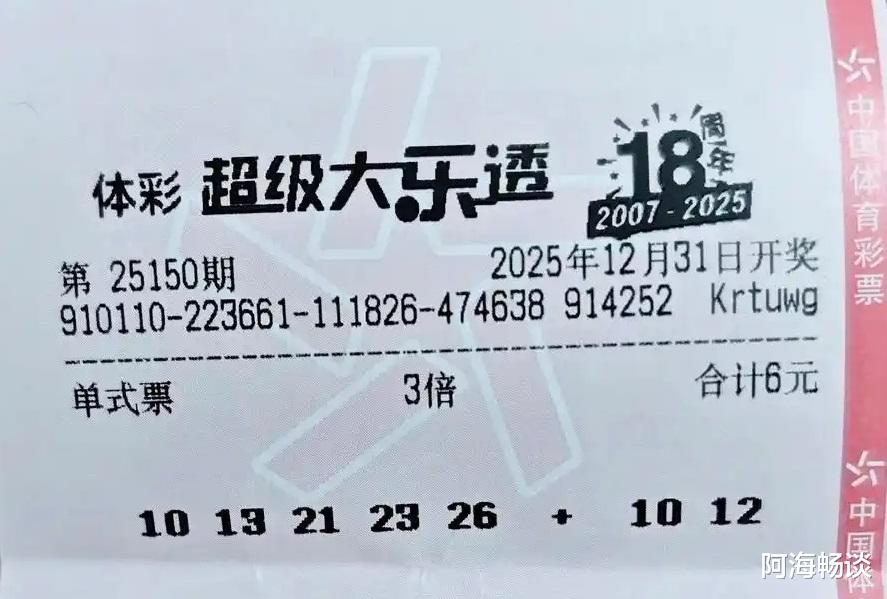 体彩 超级大乐透 18周年
2007-2025
第 25150期 2025年12月31日开奖
910110-223661-111826-474638 914252 Krtuwg
单式票 3倍 合计6元
10 13 21 23 26 + 10 12
中国体育彩票
中国体
阿海畅谈